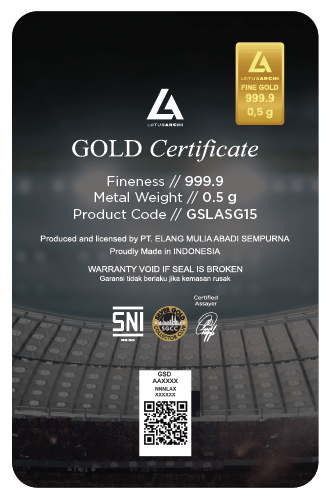 LOTUSARCHI
FINE GOLD
999.9
0,5 g
LOTUSARCHI
GOLD Certificate
Fineness // 999.9
Metal Weight // 0.5 g
Product Code // GSLASG15
Produced and licensed by PT. ELANG MULIA ABADI SEMPURNA
Proudly Made in INDONESIA
WARRANTY VOID IF SEAL IS BROKEN
Garansi tidak berlaku jika kemasan rusak
Certified
Assayer
SNI
SGCC
GSD
AAXXXX
NNNLAX
XXXXXX